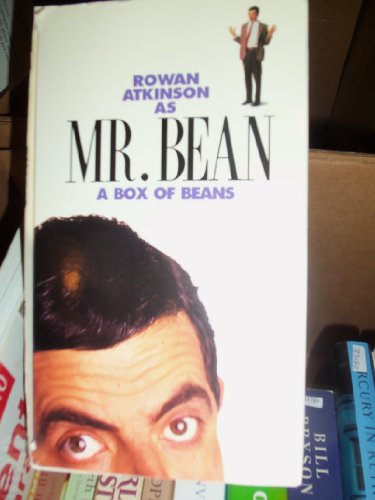 ROWAN
ATKINSON
AS
MR. BEAN
A BOX OF BEANS
BILL
BRYSON